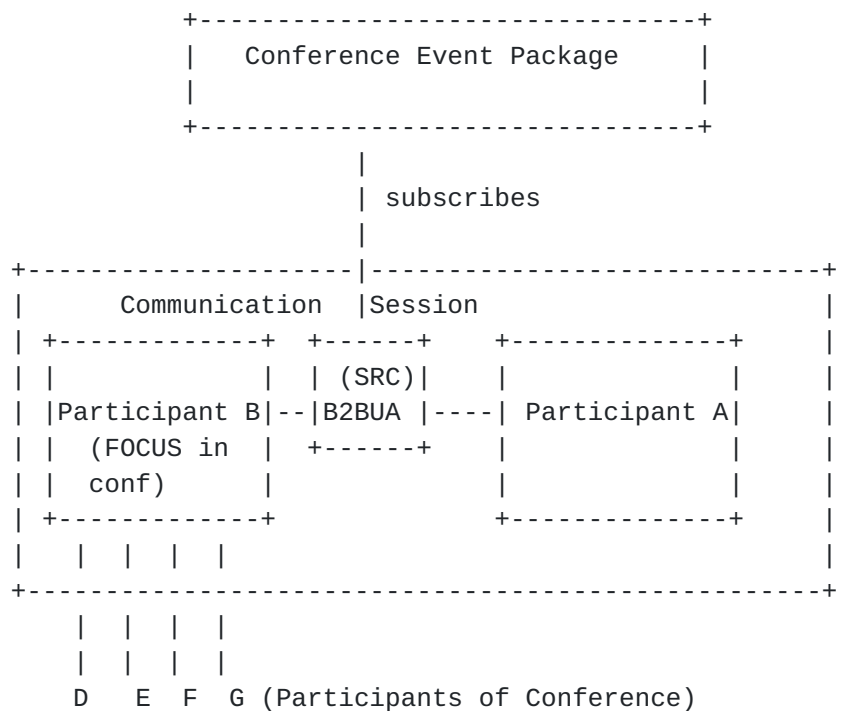 Conference Event Package
subscribes
Communication Session
(SRC)
Participant B B2BUA Participant A
(FOCUS in
conf)
D E F G (Participants of Conference)